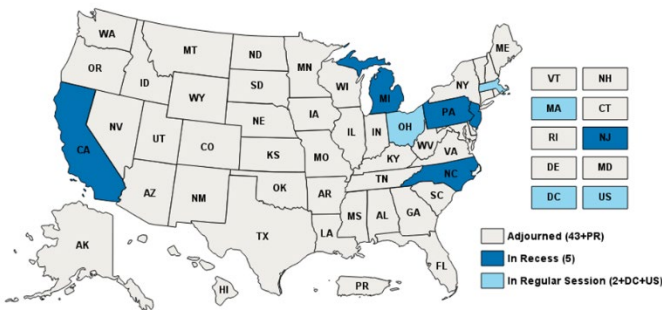 WA
MT
ND
MN
ME
OR
ID
SD
WI
MI
NY
WY
VT
NH
NE
IA
PA
MA
CT
NV
UT
CO
IL
IN
OH
CA
KS
MO
KY
WV
VA
RI
NJ
NC
TN
DE
MD
AZ
NM
OK
AR
SC
MS
AL
GA
DC
US
TX
LA
AK
FL
HI
PR
Adjourned (43+PR)
In Recess (5)
In Regular Session (2+DC+US)